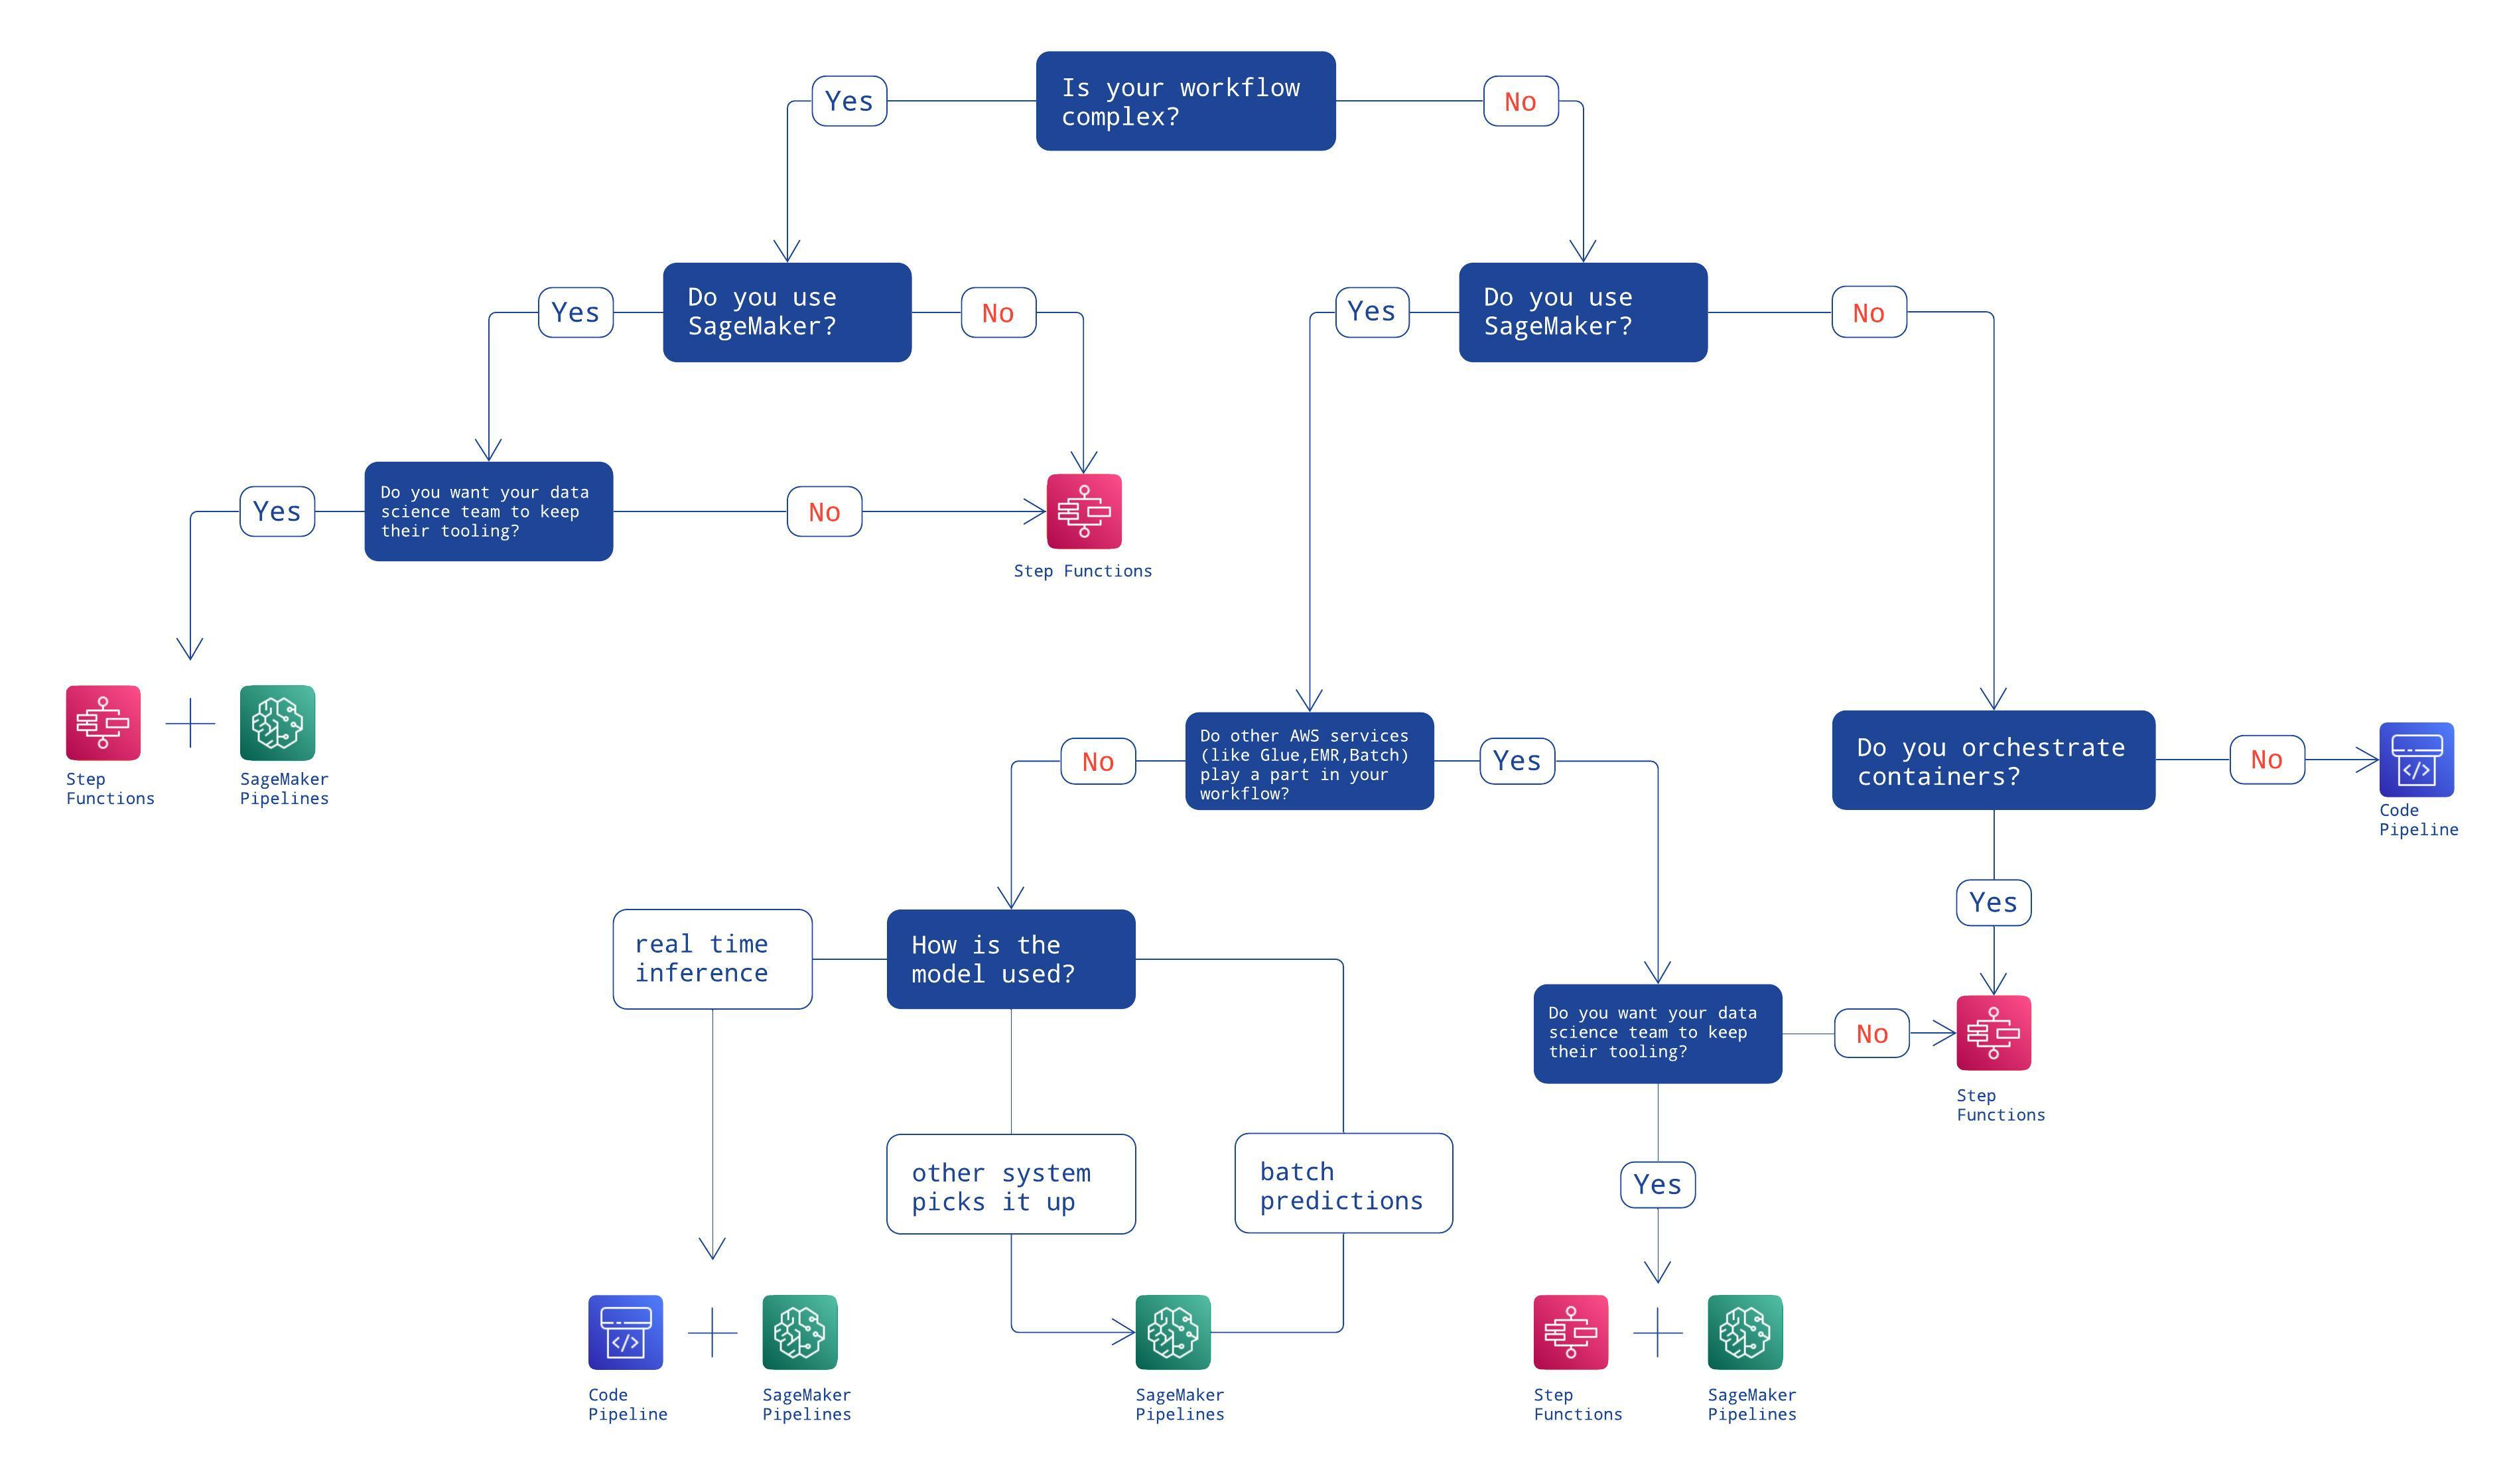 Is your workflow
complex?
Yes
No
Do you use
SageMaker?
Yes
No
Do you use
SageMaker?
Yes
No
Do you want your data
science team to keep
their tooling?
Yes
No
Step Functions
Step
Functions
SageMaker
Pipelines
Do other AWS services
(like Glue,EMR,Batch)
play a part in your
workflow?
No
Yes
Do you orchestrate
containers?
No
Code
Pipeline
Yes
real time
inference
How is the
model used?
Do you want your data
science team to keep
their tooling?
No
Step
Functions
other system
picks it up
batch
predictions
Yes
Code
Pipeline
SageMaker
Pipelines
SageMaker
Pipelines
Step
Functions
SageMaker
Pipelines